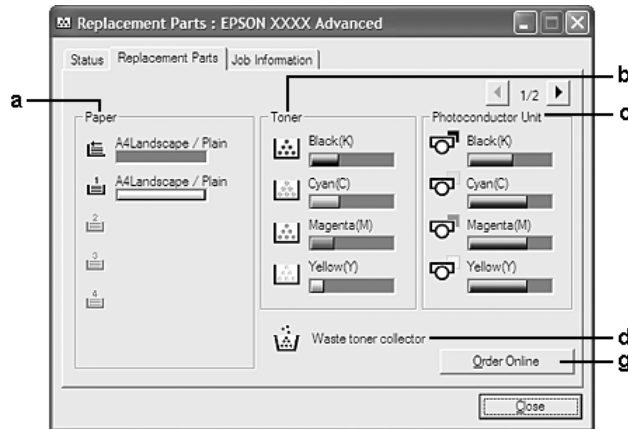 Replacement Parts : EPSON XXXX Advanced
Status
Replacement Parts
Job Information
1/2
a
b
c
Paper
Toner
Photoconductor Unit
A4Landscape / Plain
1
A4Landscape / Plain
2
3
4
Black(K)
Cyan(C)
Magenta(M)
Yellow(Y)
Black(K)
Cyan(C)
Magenta(M)
Yellow(Y)
Waste toner collector
d
Order Online
g
Close